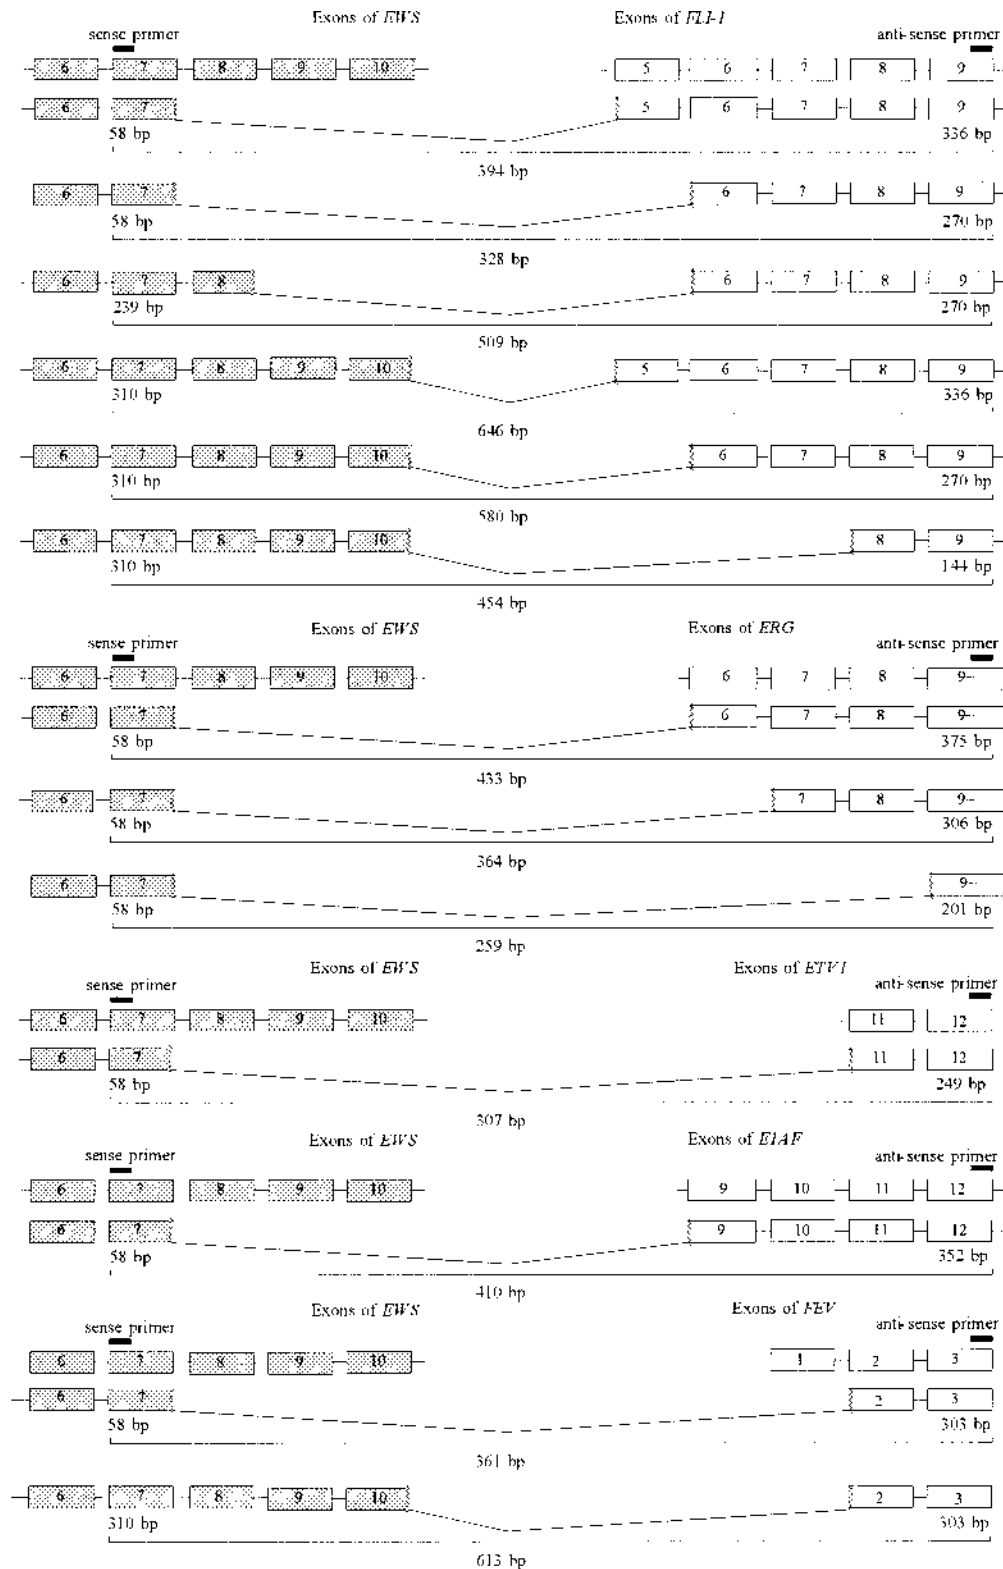 Exons of EWS Exons of FLI-1
sense primer anti-sense primer
6 7 8 9 10 5 6 7 8 9
6 7 5 6 7 8 9
58 bp 336 bp
394 bp
6 7 6 7 8 9
58 bp 270 bp
328 bp
6 7 8 6 7 8 9
239 bp 270 bp
509 bp
6 7 8 9 10 5 6 7 8 9
310 bp 336 bp
646 bp
6 7 8 9 10 6 7 8 9
310 bp 270 bp
580 bp
6 7 8 9 10 8 9
310 bp 144 bp
454 bp
Exons of EWS Exons of ERG
sense primer anti-sense primer
6 7 8 9 10 6 7 8 9
6 7 6 7 8 9
58 bp 375 bp
433 bp
6 7 7 8 9
58 bp 306 bp
364 bp
6 7 9
58 bp 201 bp
259 bp
Exons of EWS Exons of ETV1
sense primer anti-sense primer
6 7 8 9 10 11 12
6 7 11 12
58 bp 249 bp
307 bp
Exons of EWS Exons of E1AF
sense primer anti-sense primer
6 7 8 9 10 9 10 11 12
6 7 9 10 11 12
58 bp 352 bp
410 bp
Exons of EWS Exons of FEV
sense primer anti-sense primer
6 7 8 9 10 1 2 3
6 7 2 3
58 bp 303 bp
361 bp
6 7 8 9 10 2 3
310 bp 303 bp
613 bp